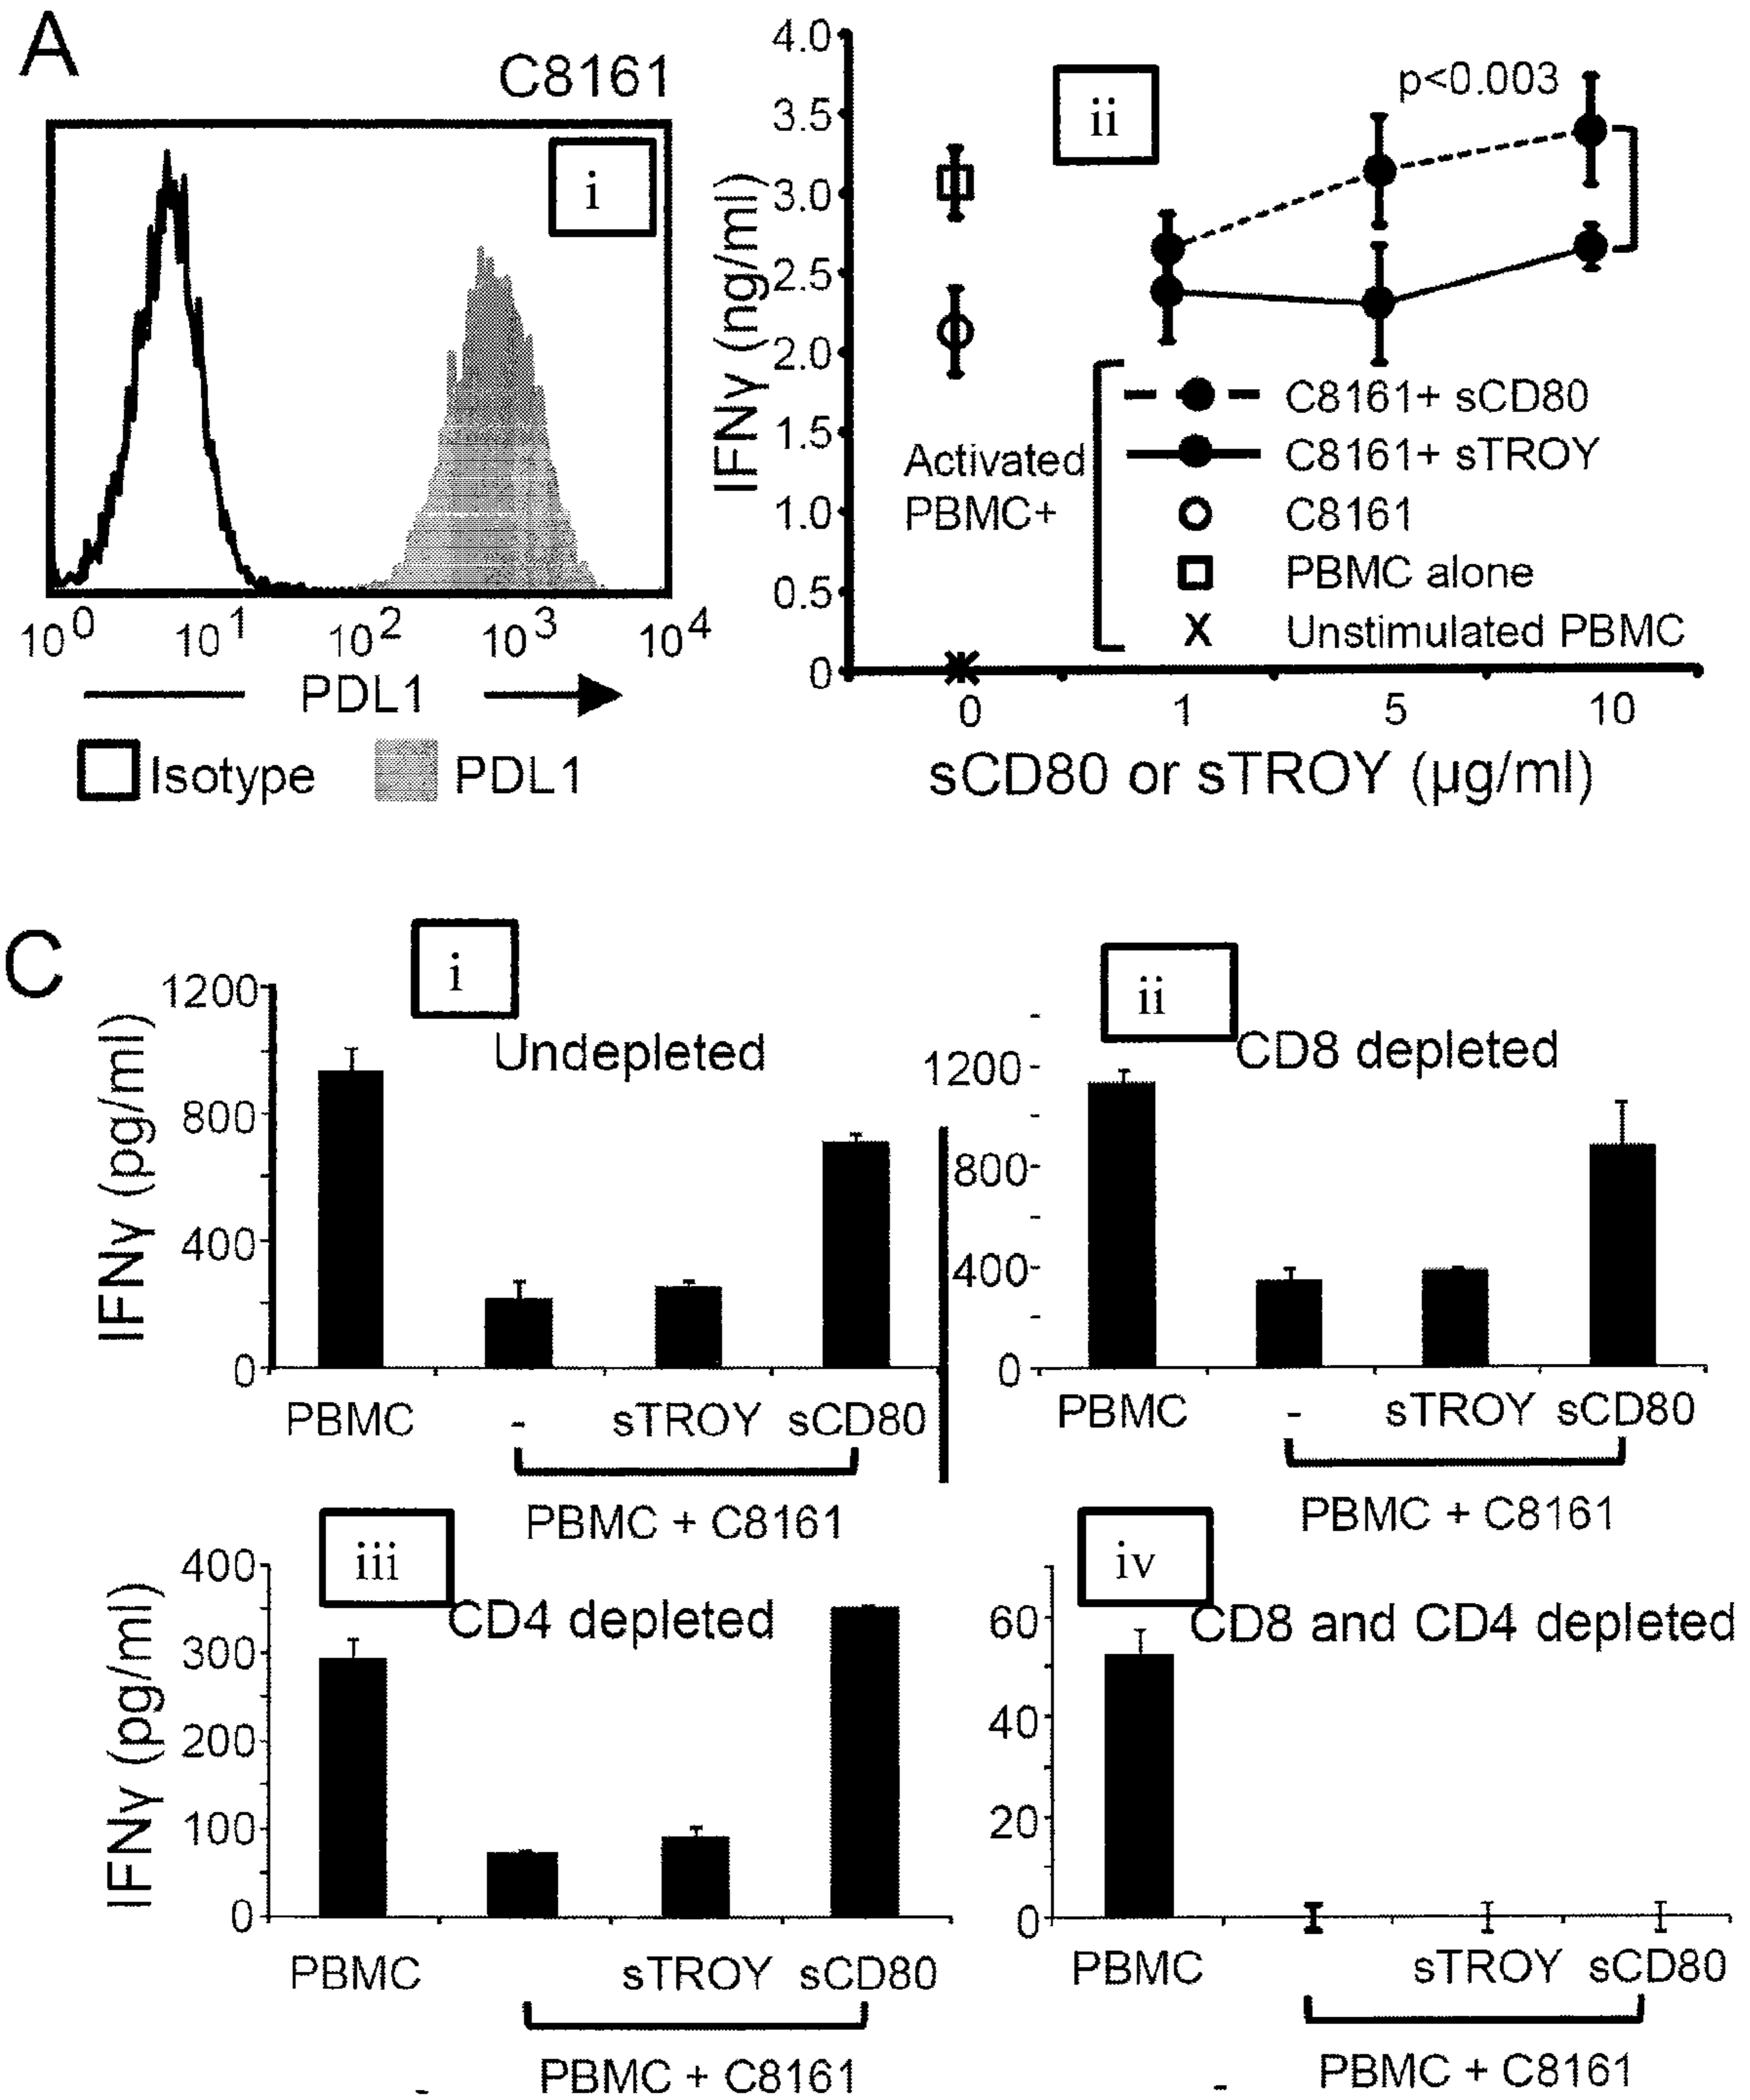 A
C8161
i
10^0 10^1 10^2 10^3 10^4
PDL1
Isotype PDL1
4.0
3.5
3.0
2.5
2.0
1.5
1.0
0.5
0
IFNγ (ng/ml)
ii
p<0.003
Activated
PBMC+
C8161+ sCD80
C8161+ sTROY
C8161
PBMC alone
X Unstimulated PBMC
0 1 5 10
sCD80 or sTROY (µg/ml)
C
i
Undepleted
IFNγ (pg/ml)
1200
800
400
0
PBMC - sTROY sCD80
PBMC + C8161
ii
CD8 depleted
1200
800
400
0
PBMC - sTROY sCD80
PBMC + C8161
iii
CD4 depleted
IFNγ (pg/ml)
400
300
200
100
0
PBMC sTROY sCD80
- PBMC + C8161
iv
CD8 and CD4 depleted
60
40
20
0
PBMC sTROY sCD80
- PBMC + C8161